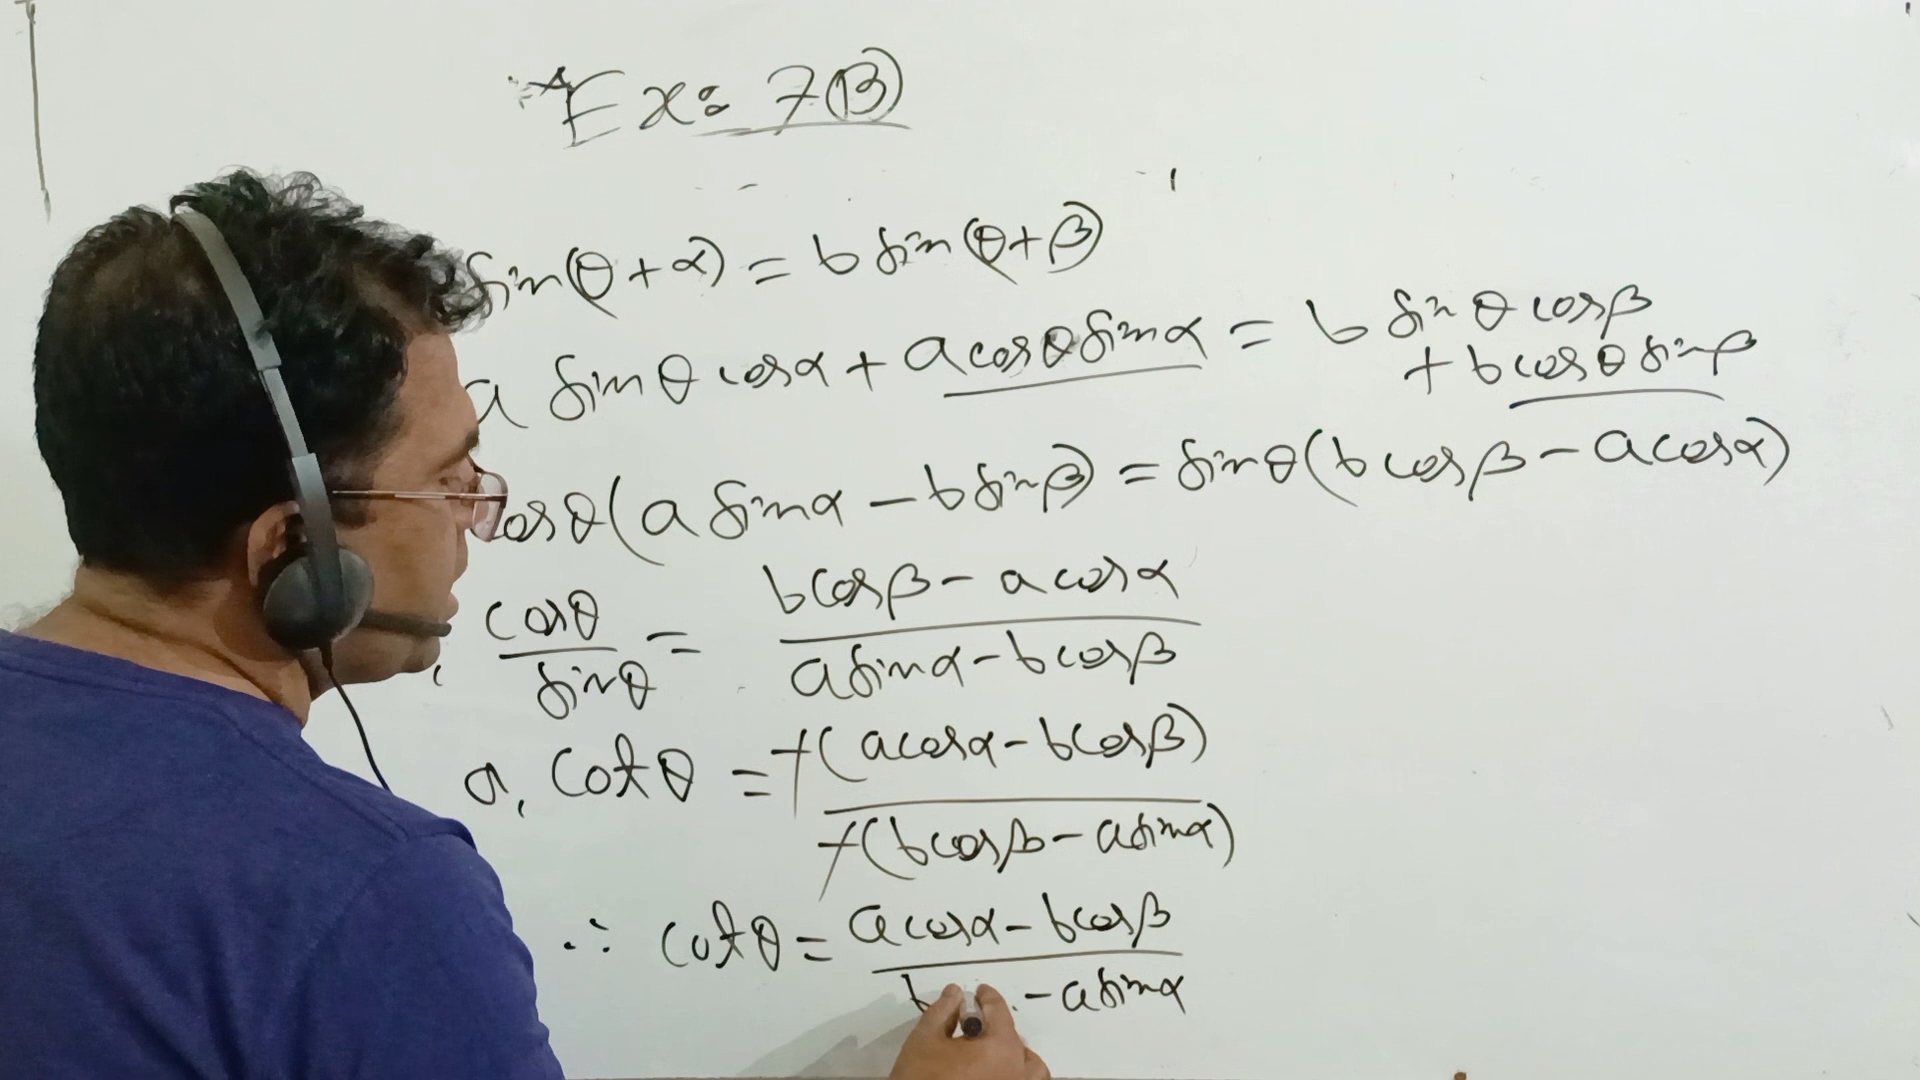 Ex: 7(B)
sin(θ + α) = b sin(θ + β)
a sinθ cosα + a cosθ sinα = b sinθ cosβ
+ b cosθ sinβ
cosθ(a sinα - b sinβ) = sinθ(b cosβ - a cosα)
cosθ/sinθ = (b cosβ - a cosα)/(a sinα - b cosβ)
a, cotθ = -(a cosα - b cosβ)/-(b cosβ - a sinα)
∴ cotθ = (a cosα - b cosβ)/(b - a sinα)